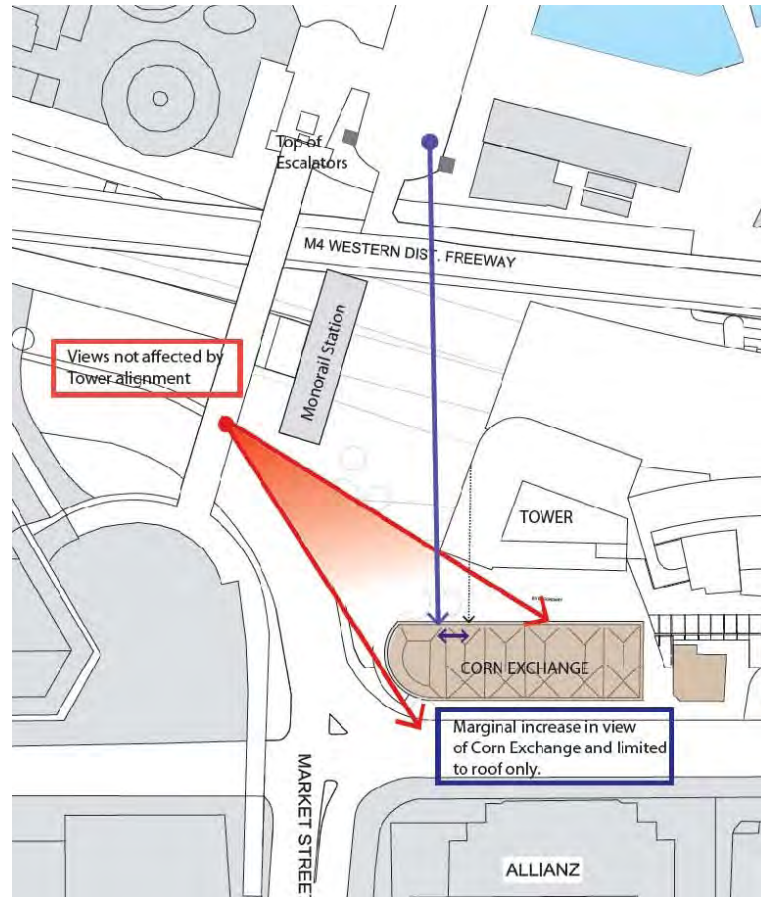 Top of
Escalators
M4 WESTERN DIST. FREEWAY
Monorail Station
Views not affected by
Tower alignment
TOWER
CORN EXCHANGE
Marginal increase in view
of Corn Exchange and limited
to roof only.
MARKET STREET
ALLIANZ